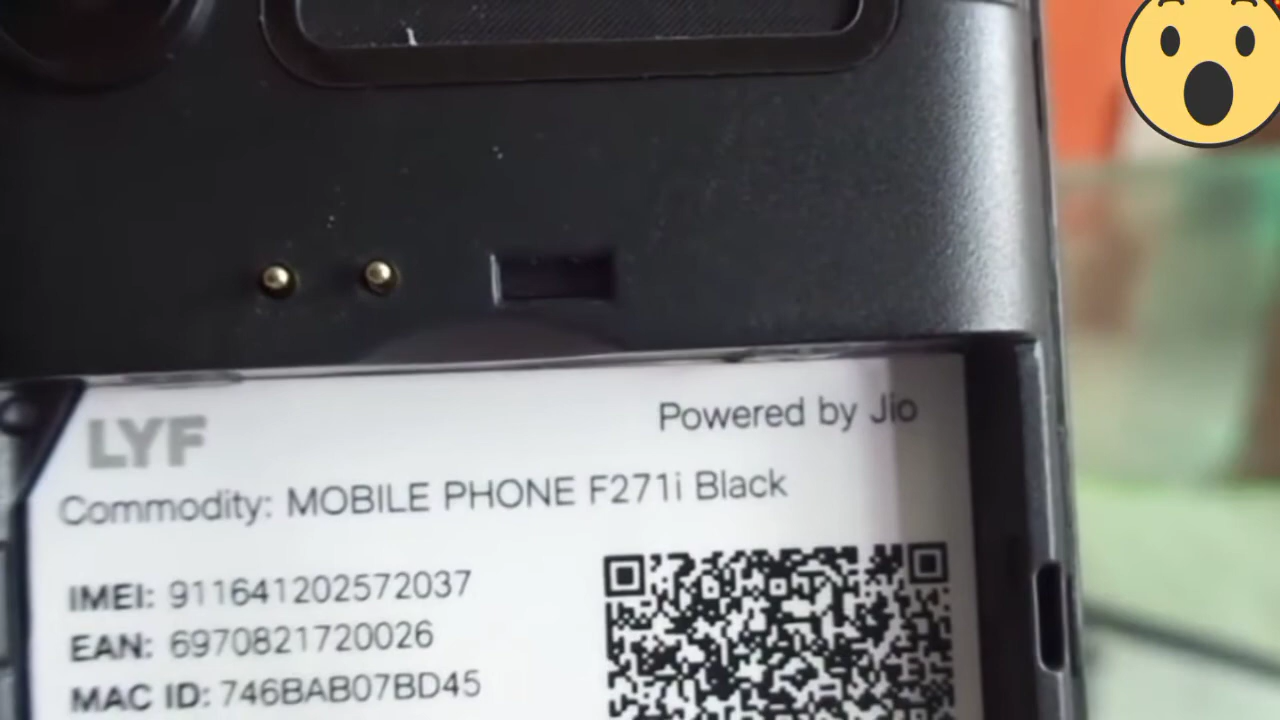 LYF
Powered by Jio
Commodity: MOBILE PHONE F271i Black
IMEI: 911641202572037
EAN: 6970821720026
MAC ID: 746BAB07BD45